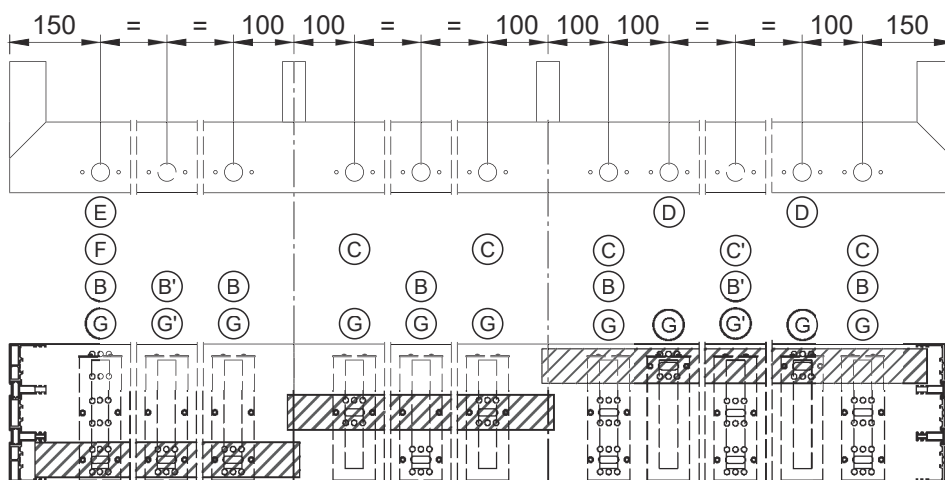 150 = = 100 100 = = 100 100 100 = = 100 150
E D D
F C C C C' C
B B' B B B B' B
G G' G G G G G G G' G G